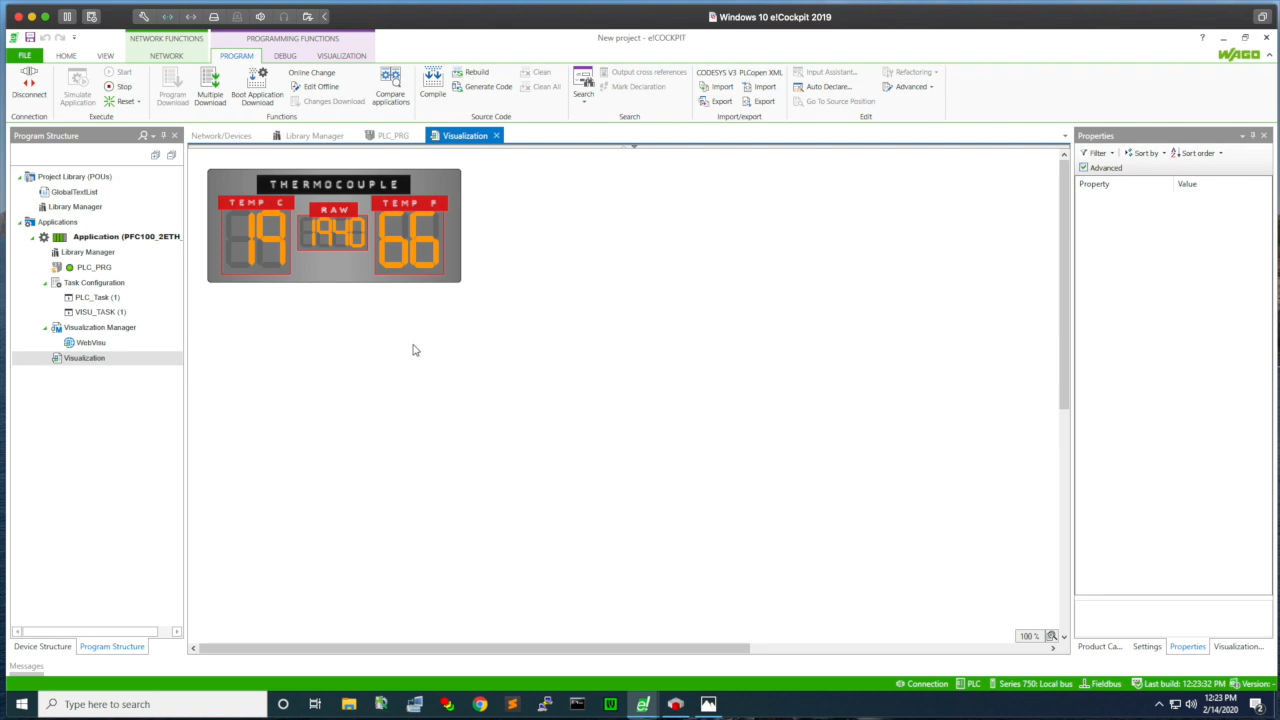 Windows 10 e!Cockpit 2019
NETWORK FUNCTIONS
PROGRAMMING FUNCTIONS
New project - e!COCKPIT
FILE
HOME
VIEW
NETWORK
PROGRAM
DEBUG
VISUALIZATION
WAGO
Disconnect
Connection
Simulate Application
Start
Stop
Reset
Execute
Program Download
Multiple Download
Boot Application Download
Online Change
Edit Offline
Changes Download
Compare applications
Functions
Compile
Rebuild
Generate Code
Clean
Clean All
Source Code
Search
Output cross references
Mark Declaration
Search
CODESYS V3 PLCopen XML
Import
Import
Export
Export
Import/export
Input Assistant...
Auto Declare...
Go To Source Position
Refactoring
Advanced
Edit
Program Structure
Network/Devices
Library Manager
PLC_PRG
Visualization
Properties
Filter
Sort by
Sort order
Advanced
Property
Value
Project Library (POUs)
GlobalTextList
Library Manager
Applications
Application (PFC100_2ETH_
Library Manager
PLC_PRG
Task Configuration
PLC_Task (1)
VISU_TASK (1)
Visualization Manager
WebVisu
Visualization
THERMOCOUPLE
TEMP C
RAW
TEMP F
19
1940
66
100 %
Device Structure
Program Structure
Product Ca...
Settings
Properties
Visualization...
Messages
Connection
PLC
Series 750: Local bus
Fieldbus
Last build: 12:23:32 PM
Version: -
Type here to search
12:23 PM
2/14/2020
2